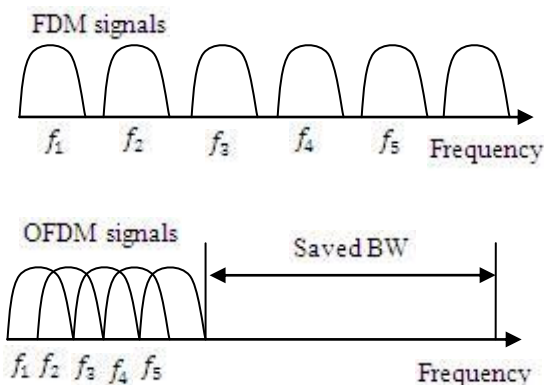 FDM signals
f₁ f₂ f₃ f₄ f₅ Frequency
OFDM signals
Saved BW
f₁ f₂ f₃ f₄ f₅
Frequency